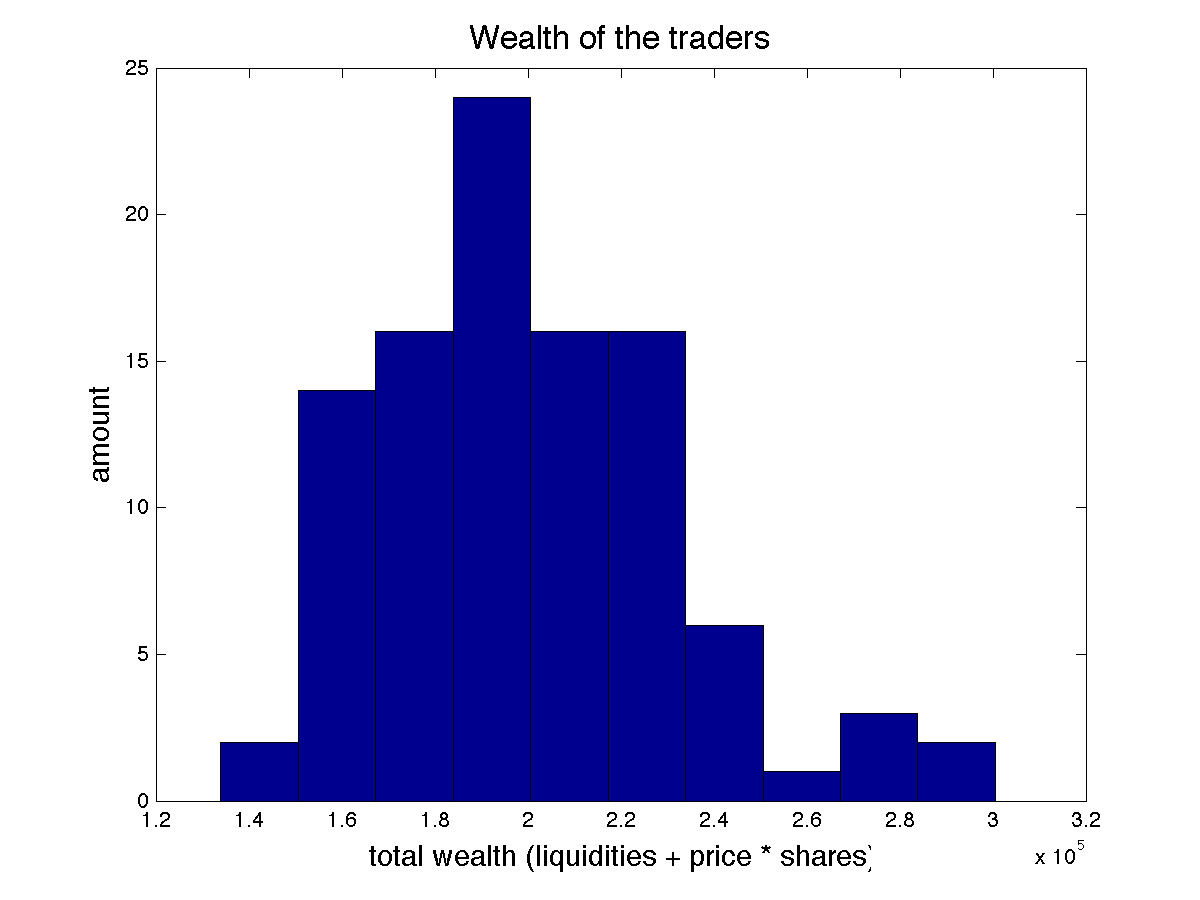 Wealth of the traders
25
20
15
10
5
0
amount
1.2 1.4 1.6 1.8 2 2.2 2.4 2.6 2.8 3 3.2
x 10^5
total wealth (liquidities + price * shares)